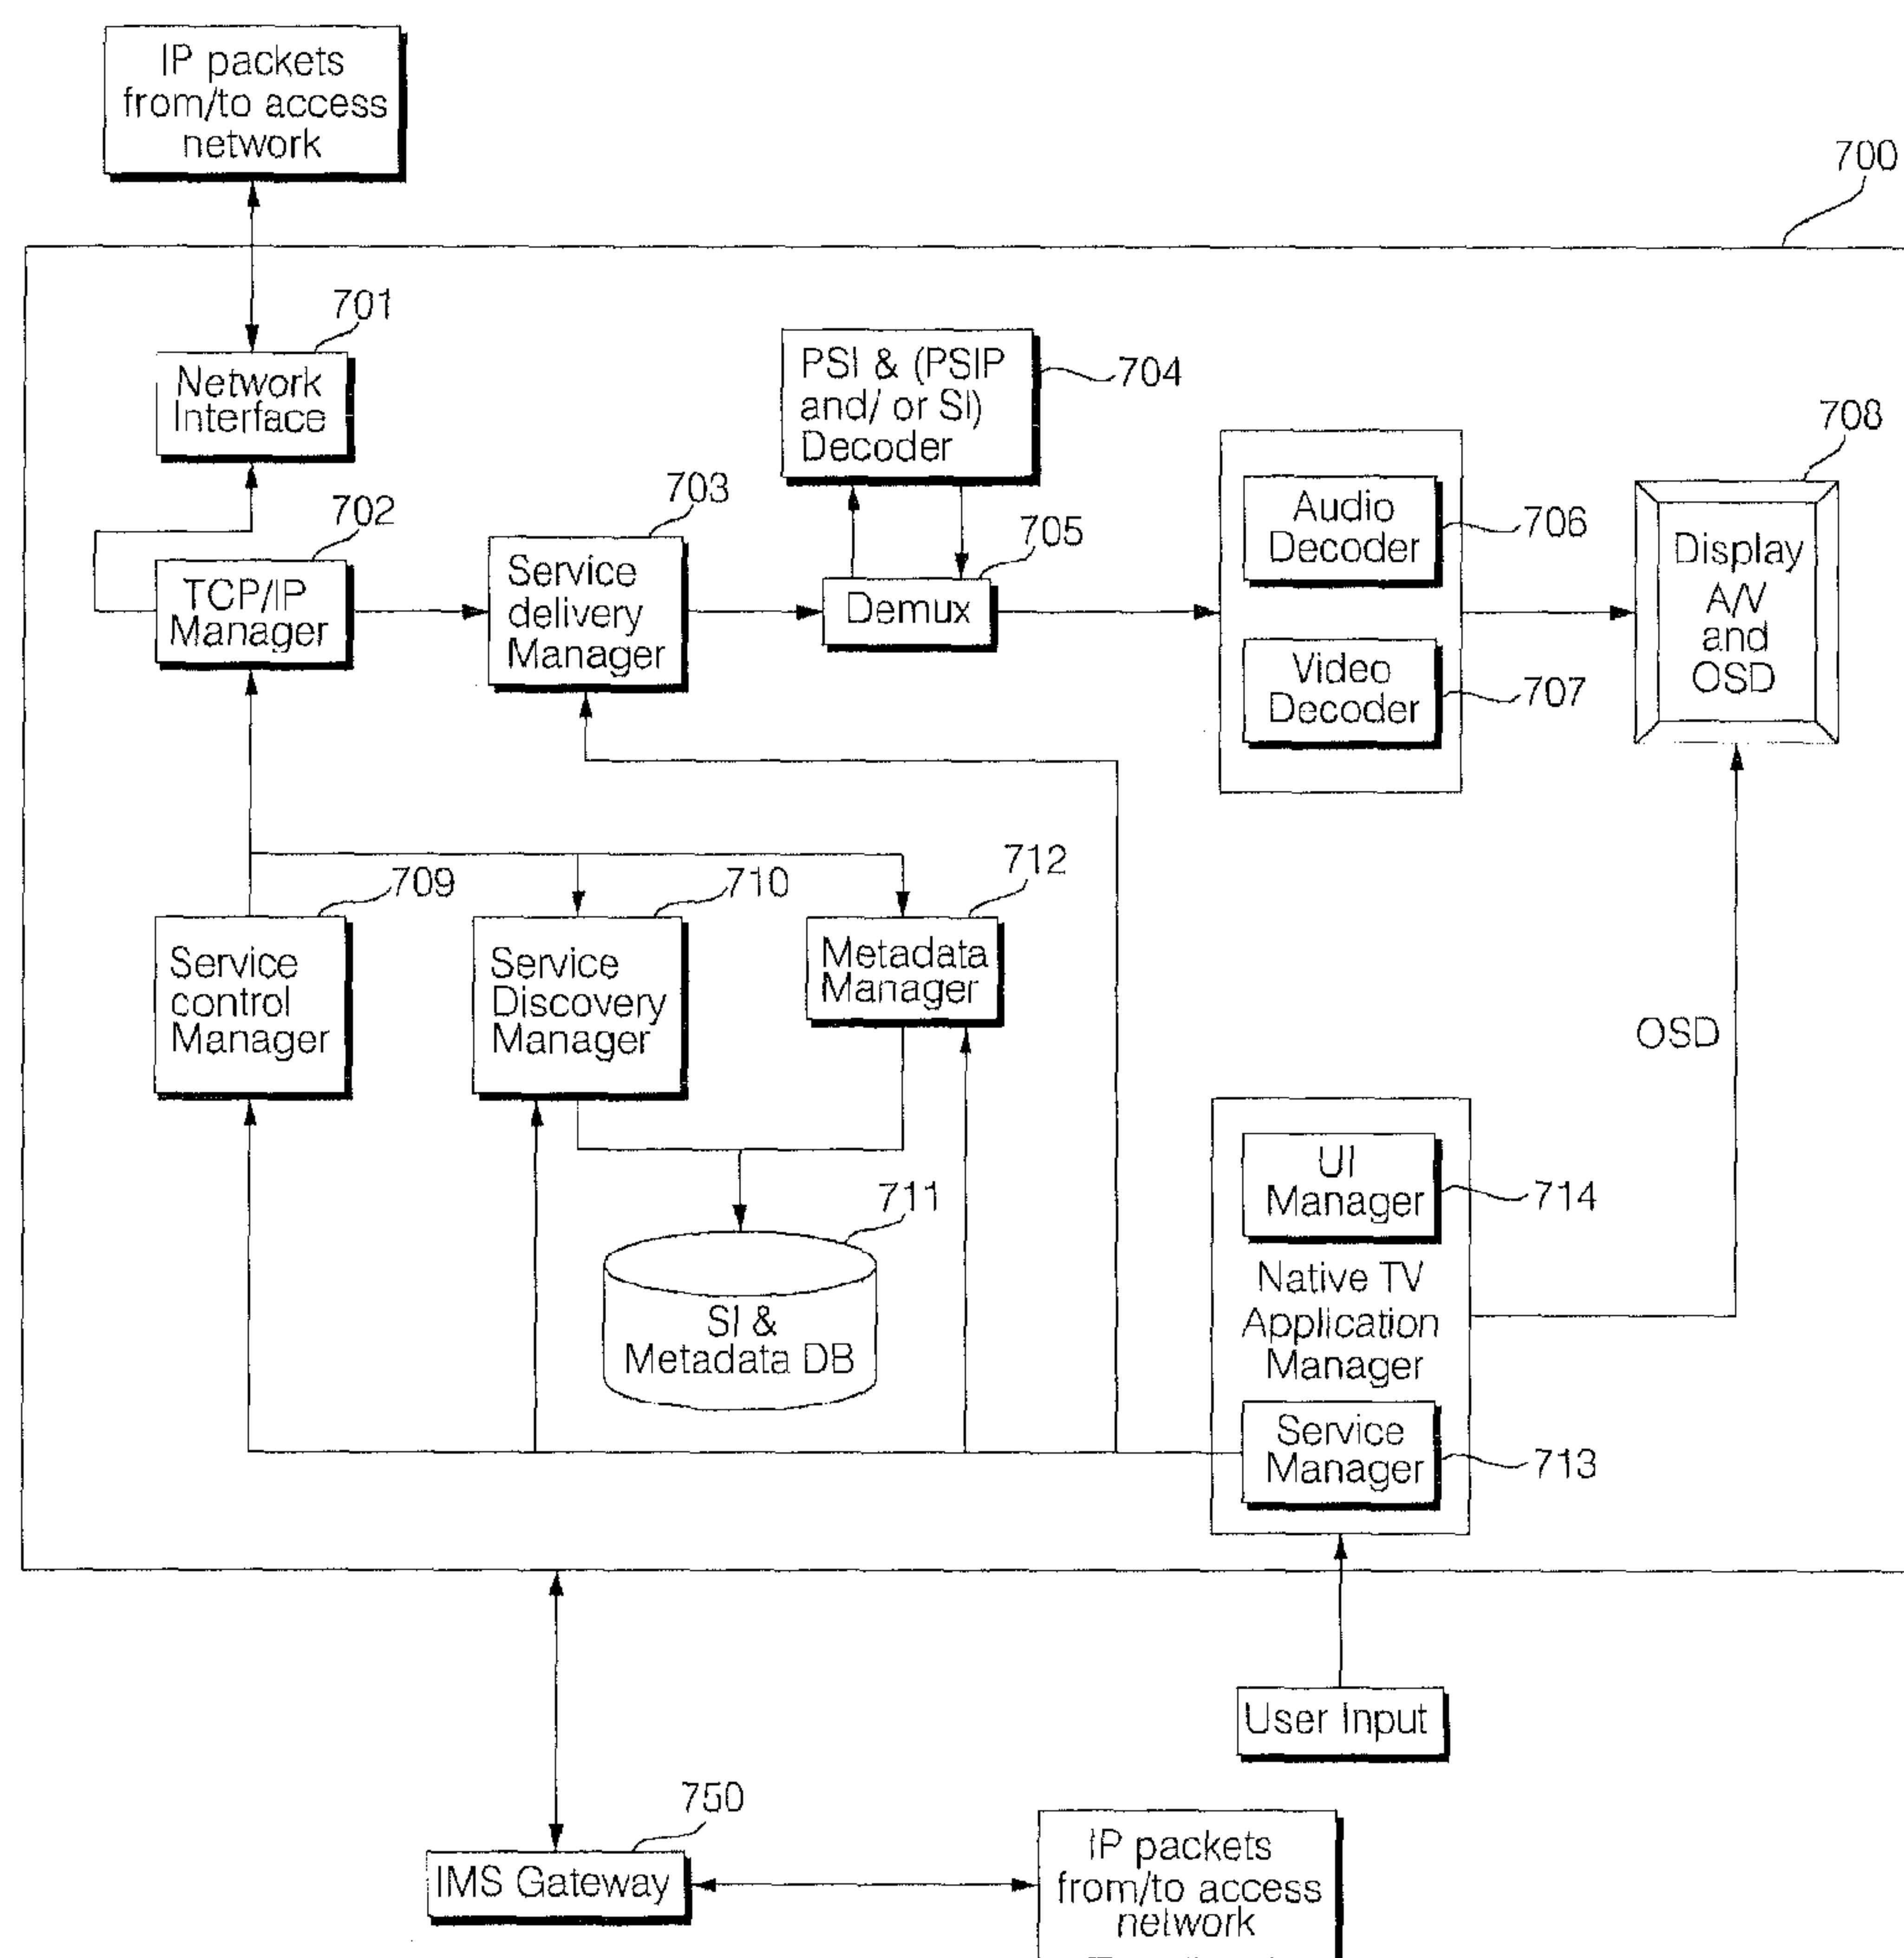 IP packets
from/to access
network
700
701
Network
Interface
PSI & (PSIP
and/ or SI)
Decoder
704
708
702
703
705
TCP/IP
Manager
Service
delivery
Manager
Demux
Audio
Decoder
706
Video
Decoder
707
Display
A/V
and
OSD
709
710
712
Service
control
Manager
Service
Discovery
Manager
Metadata
Manager
OSD
711
SI &
Metadata DB
UI
Manager
714
Native TV
Application
Manager
Service
Manager
713
User Input
750
IMS Gateway
IP packets
from/to access
network